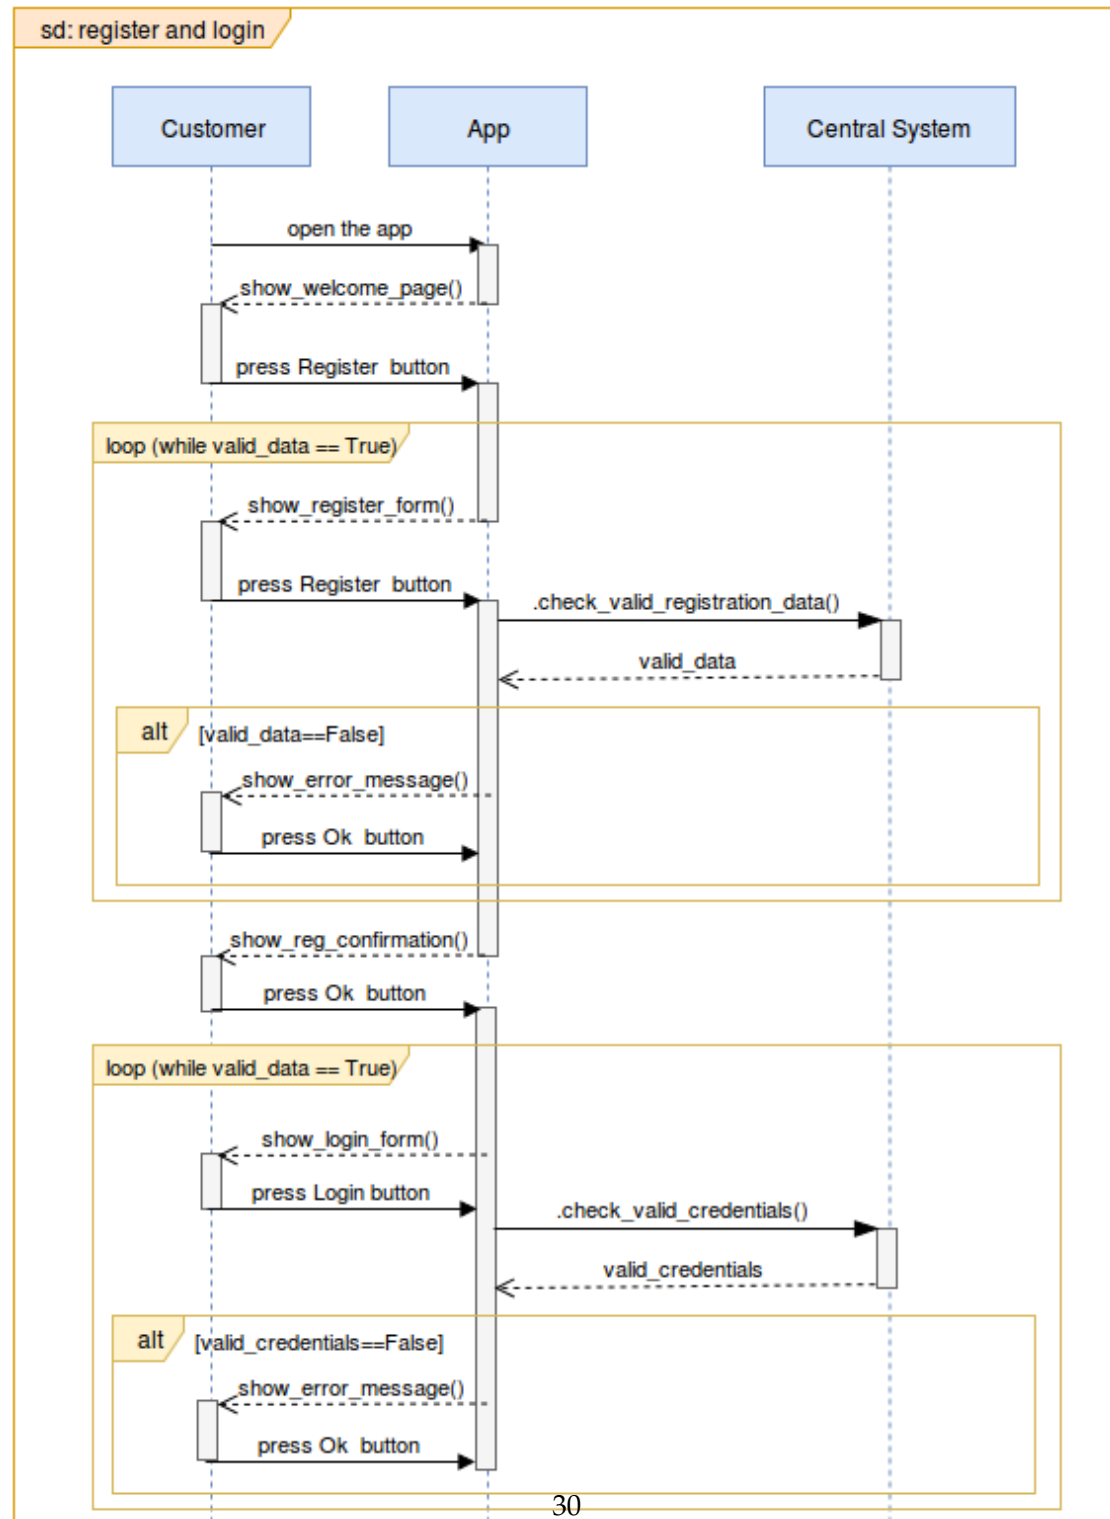 sd: register and login
Customer
App
Central System
open the app
show_welcome_page()
press Register  button
loop (while valid_data == True)
show_register_form()
press Register  button
.check_valid_registration_data()
valid_data
alt
[valid_data==False]
show_error_message()
press Ok  button
show_reg_confirmation()
press Ok  button
loop (while valid_data == True)
show_login_form()
press Login button
.check_valid_credentials()
valid_credentials
alt
[valid_credentials==False]
show_error_message()
press Ok  button
30